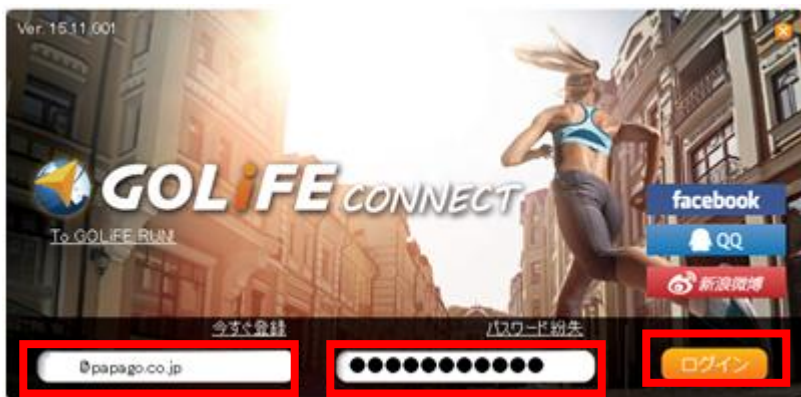 Ver. 15.11.001
GOLiFE CONNECT
To GOLiFE RUN!
facebook
QQ
新浪微博
今すぐ登録
パスワード紛失
@papago.co.jp
●●●●●●●●●●●
ログイン